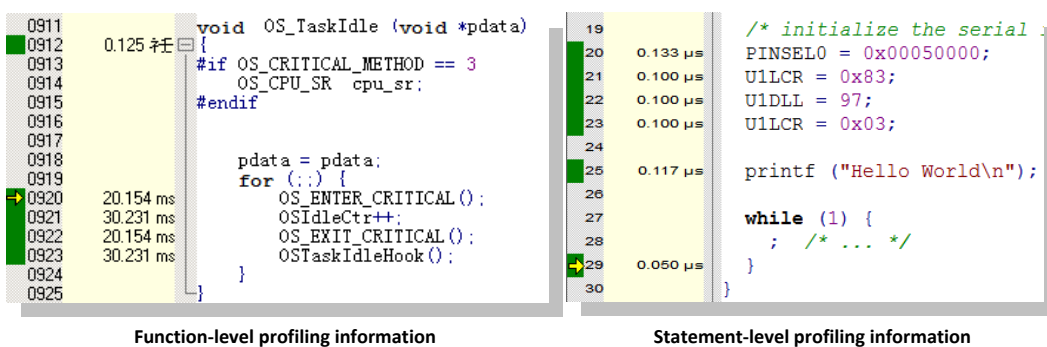 0911 void OS_TaskIdle (void *pdata)
0912 0.125 {
0913 #if OS_CRITICAL_METHOD == 3
0914 OS_CPU_SR cpu_sr;
0915 #endif
0916
0917
0918 pdata = pdata;
0919 for (;;) {
0920 20.154 ms OS_ENTER_CRITICAL();
0921 30.231 ms OSIdleCtr++;
0922 20.154 ms OS_EXIT_CRITICAL();
0923 30.231 ms OSTaskIdleHook();
0924 }
0925 }
Function-level profiling information
19 /* initialize the serial
20 0.133 µs PINSEL0 = 0x00050000;
21 0.100 µs U1LCR = 0x83;
22 0.100 µs U1DLL = 97;
23 0.100 µs U1LCR = 0x03;
24
25 0.117 µs printf ("Hello World\n");
26
27 while (1) {
28 ; /* ... */
29 0.050 µs }
30 }
Statement-level profiling information